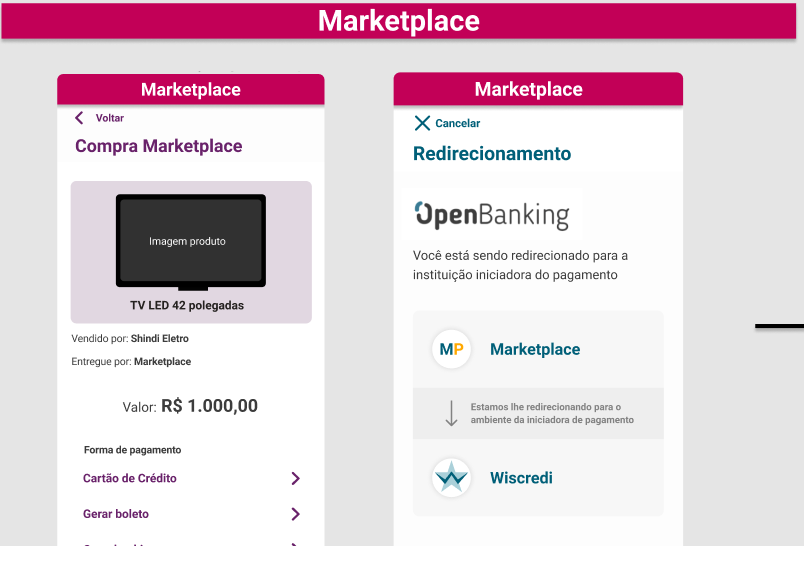 Marketplace
Marketplace
Voltar
Compra Marketplace
Imagem produto
TV LED 42 polegadas
Vendido por: Shindi Eletro
Entregue por: Marketplace
Valor: R$ 1.000,00
Forma de pagamento
Cartão de Crédito
Gerar boleto
Marketplace
Cancelar
Redirecionamento
OpenBanking
Você está sendo redirecionado para a
instituição iniciadora do pagamento
MP
Marketplace
Estamos lhe redirecionando para o
ambiente da iniciadora de pagamento
Wiscredi